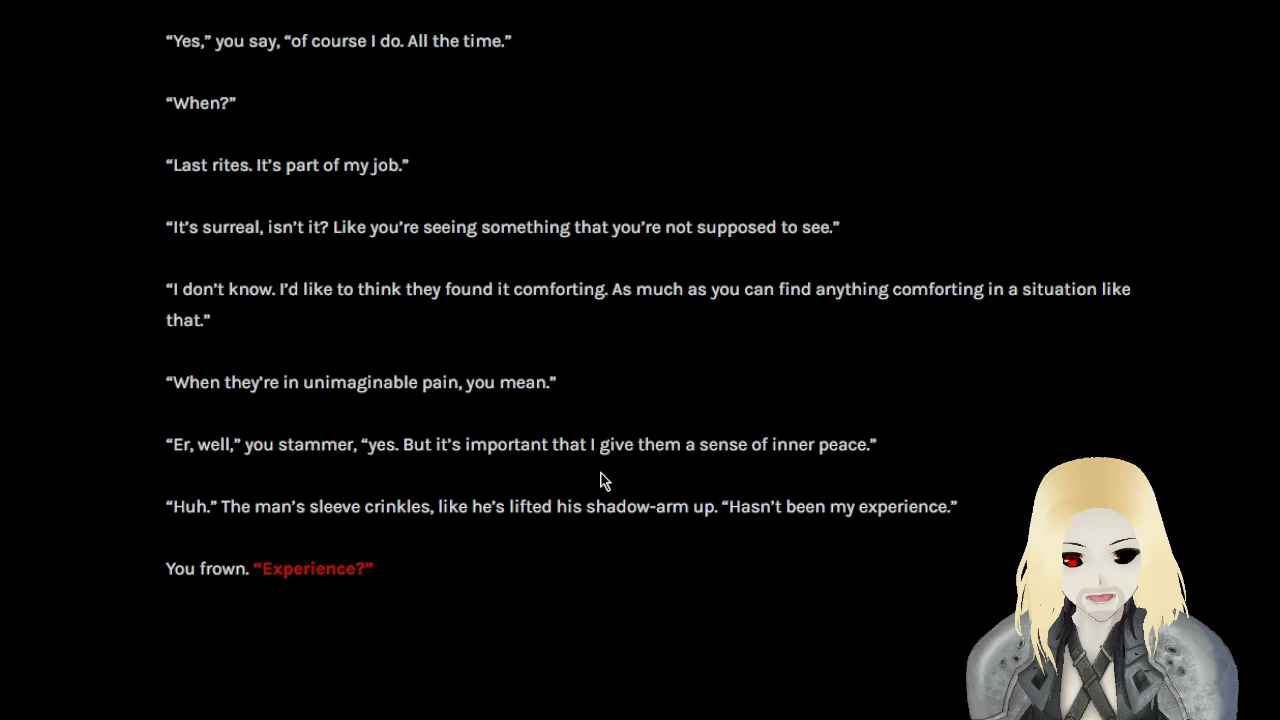 “Yes,” you say, “of course I do. All the time.”
“When?”
“Last rites. It’s part of my job.”
“It’s surreal, isn’t it? Like you’re seeing something that you’re not supposed to see.”
“I don’t know. I’d like to think they found it comforting. As much as you can find anything comforting in a situation like
that.”
“When they’re in unimaginable pain, you mean.”
“Er, well,” you stammer, “yes. But it’s important that I give them a sense of inner peace.”
“Huh.” The man’s sleeve crinkles, like he’s lifted his shadow-arm up. “Hasn’t been my experience.”
You frown. “Experience?”